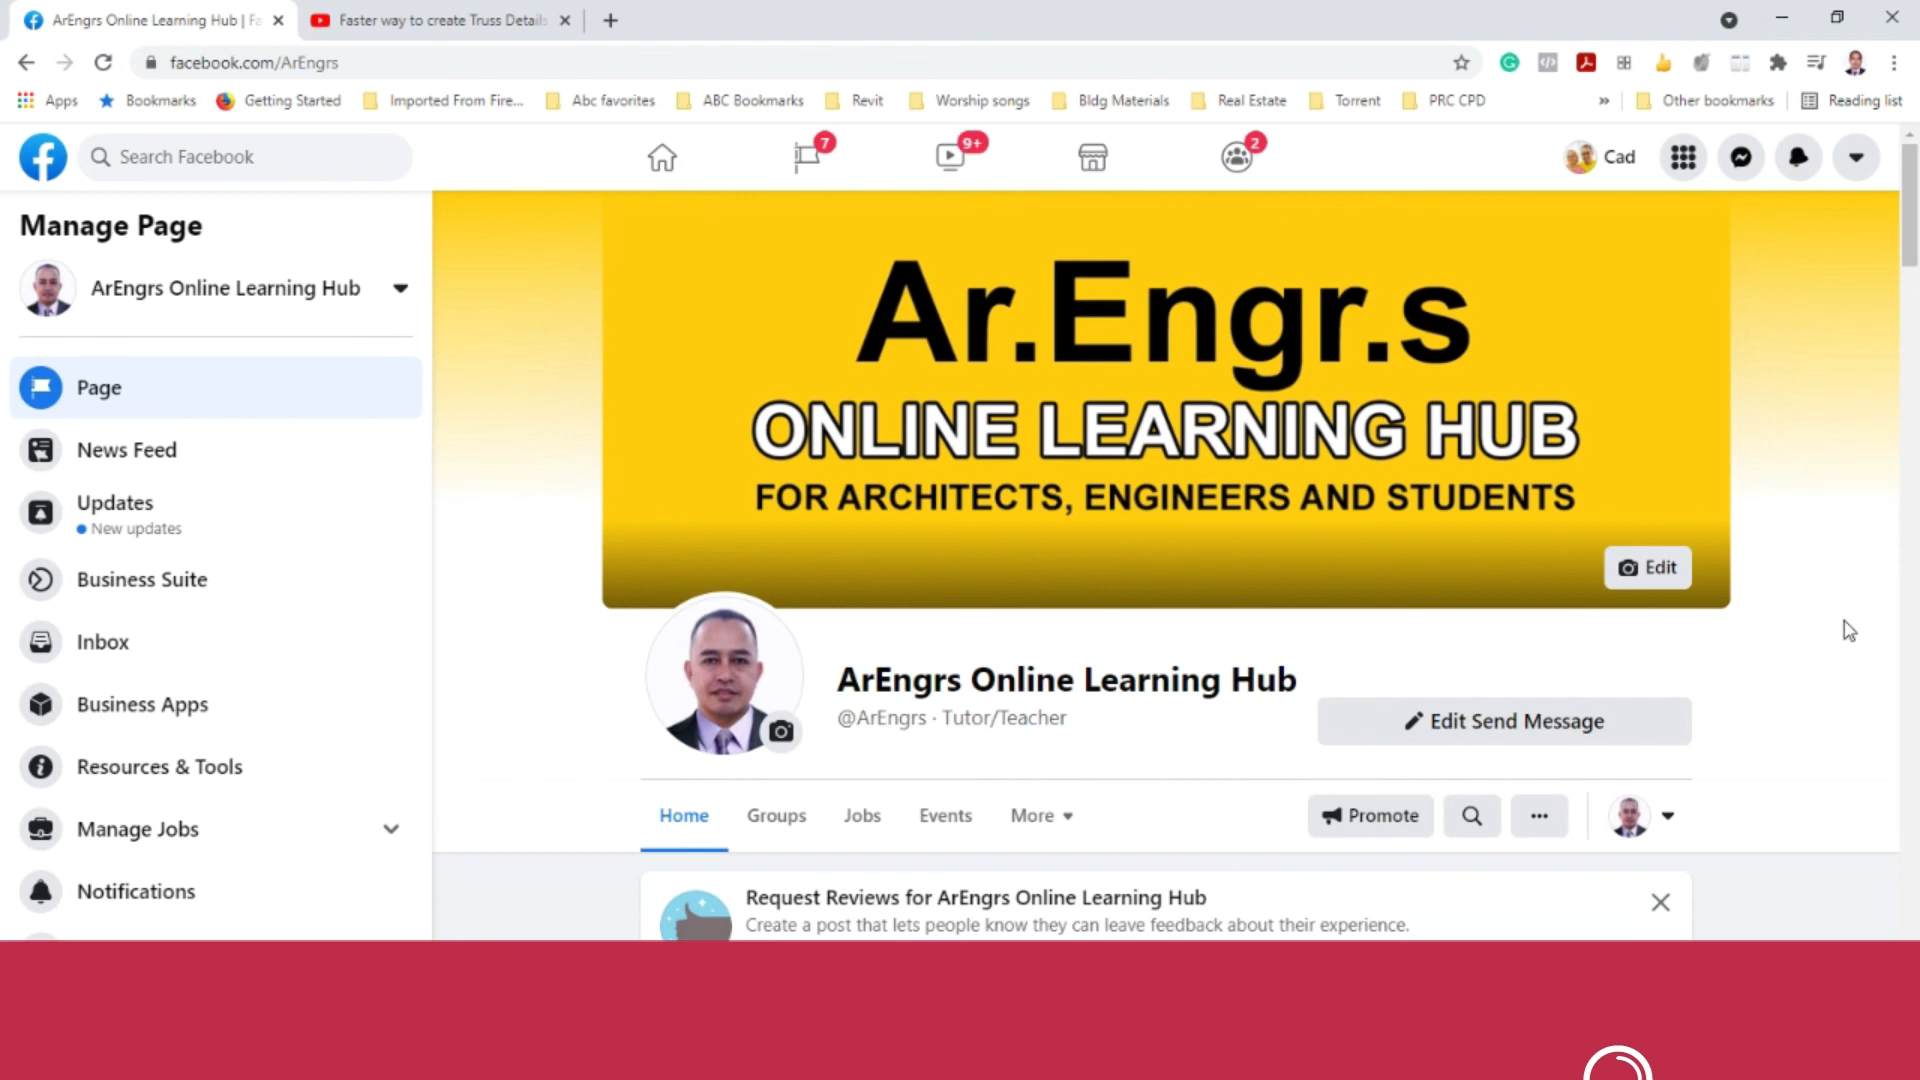 ArEngrs Online Learning Hub | Fa
Faster way to create Truss Details
facebook.com/ArEngrs
Apps
Bookmarks
Getting Started
Imported From Fire...
Abc favorites
ABC Bookmarks
Revit
Worship songs
Bldg Materials
Real Estate
Torrent
PRC CPD
»
Other bookmarks
Reading list
Search Facebook
7
9+
2
Cad
Manage Page
ArEngrs Online Learning Hub
Page
News Feed
Updates
New updates
Business Suite
Inbox
Business Apps
Resources & Tools
Manage Jobs
Notifications
Ar.Engr.s
ONLINE LEARNING HUB
FOR ARCHITECTS, ENGINEERS AND STUDENTS
Edit
ArEngrs Online Learning Hub
@ArEngrs · Tutor/Teacher
Edit Send Message
Home
Groups
Jobs
Events
More
Promote
Request Reviews for ArEngrs Online Learning Hub
Create a post that lets people know they can leave feedback about their experience.